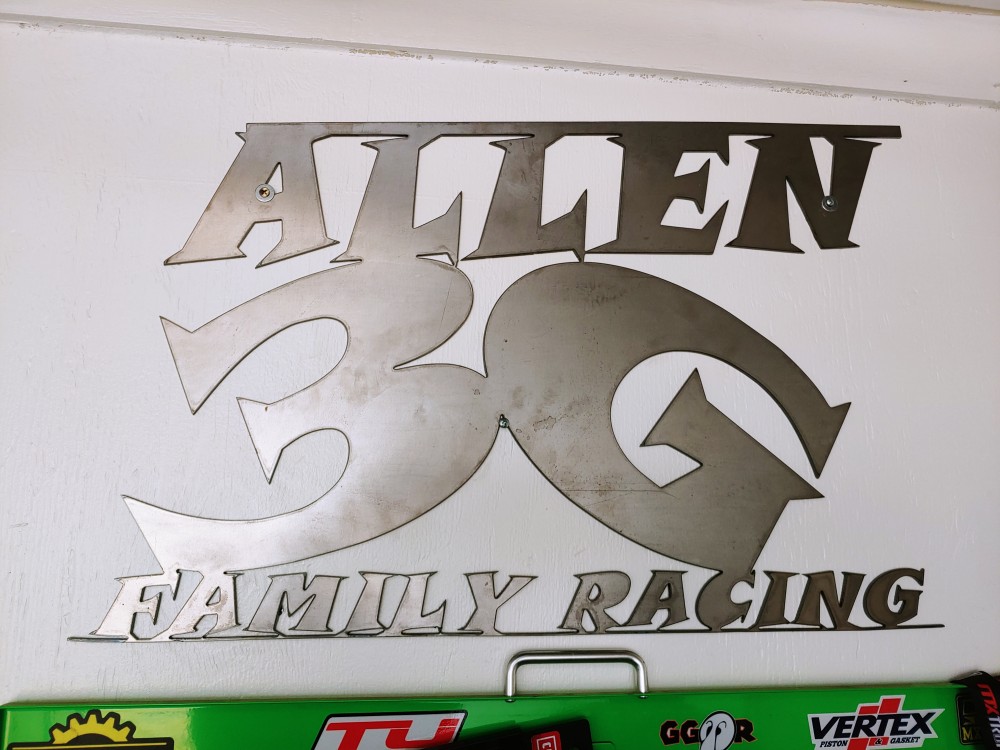 ALLEN
3G
FAMILY RACING
VERTEX
PISTON & GASKET